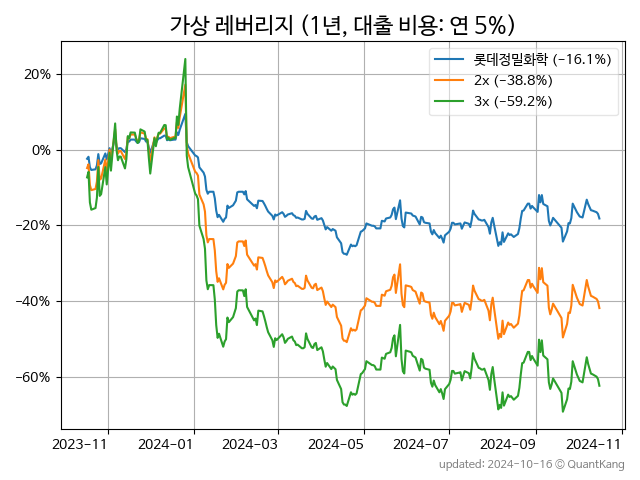 가상 레버리지 (1년, 대출 비용: 연 5%)
롯데정밀화학 (−16.1%)
2x (−38.8%)
3x (−59.2%)
20%
0%
−20%
−40%
−60%
2023−11 2024−01 2024−03 2024−05 2024−07 2024−09 2024−11
updated: 2024-10-16 © QuantKang